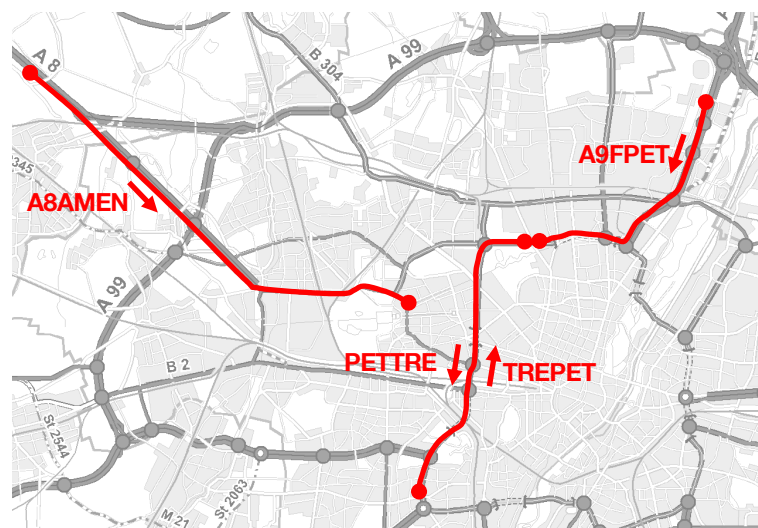 A 8
B 304
A 99
A9FPET
345
A8AMEN
A 99
PETTRE
TREPET
B 2
St 2544
St 2063
M 21